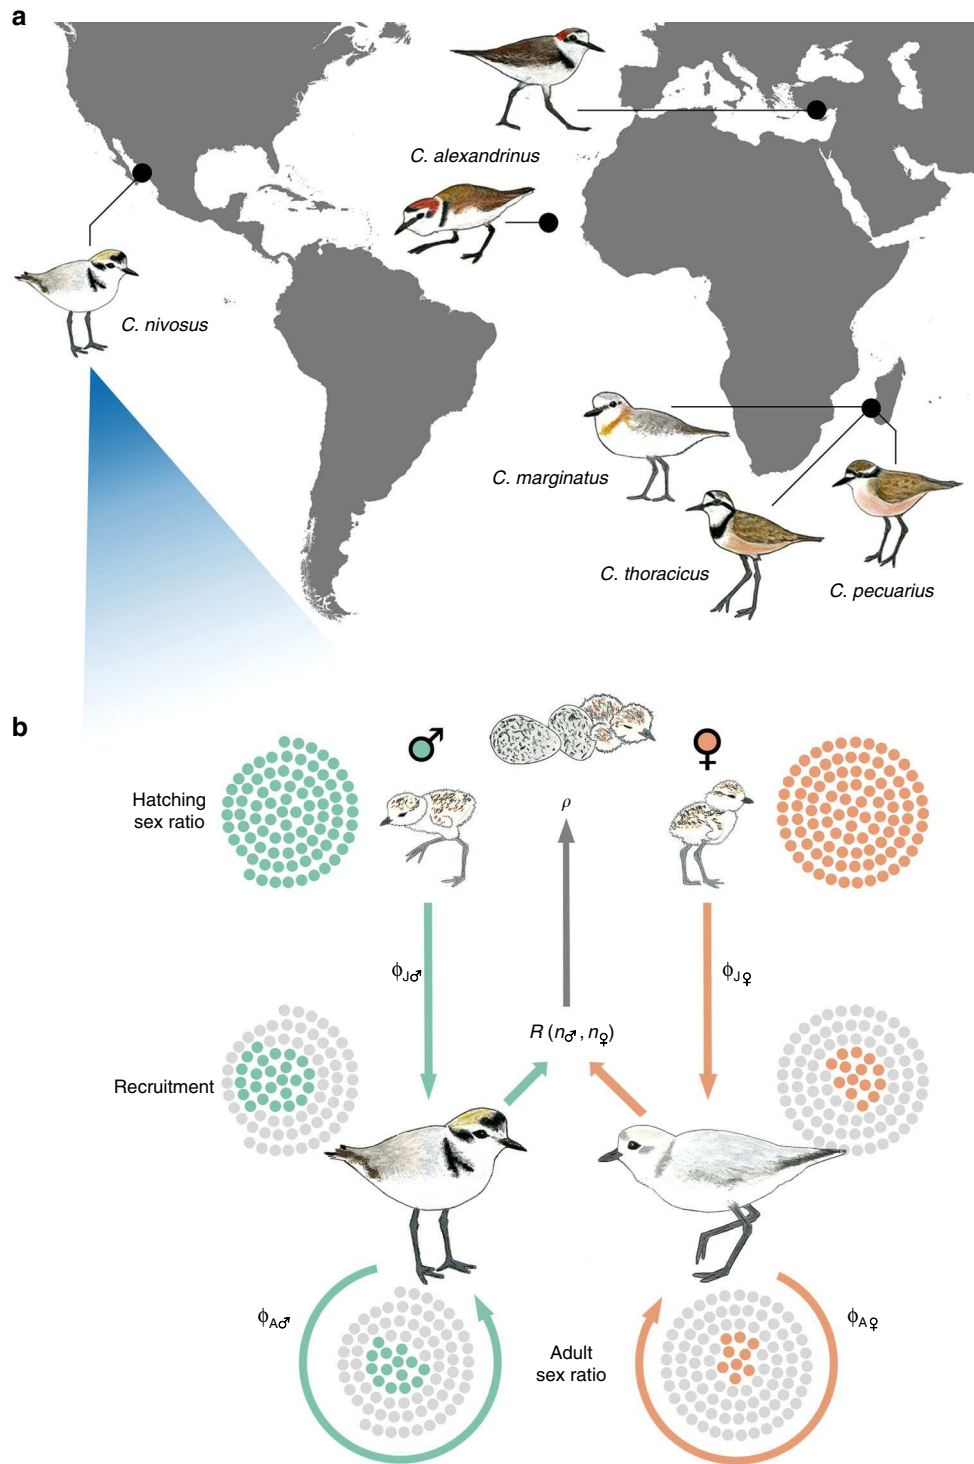 a
C. alexandrinus
C. nivosus
C. marginatus
C. thoracicus
C. pecuarius
b
♂
♀
Hatching
sex ratio
ρ
ϕJ♂
ϕJ♀
R (n♂, n♀)
Recruitment
ϕA♂
ϕA♀
Adult
sex ratio